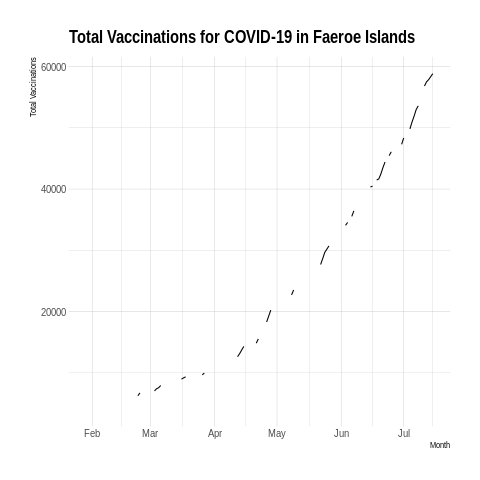 Total Vaccinations for COVID-19 in Faeroe Islands
Total Vaccinations
60000
40000
20000
Feb Mar Apr May Jun Jul
Month